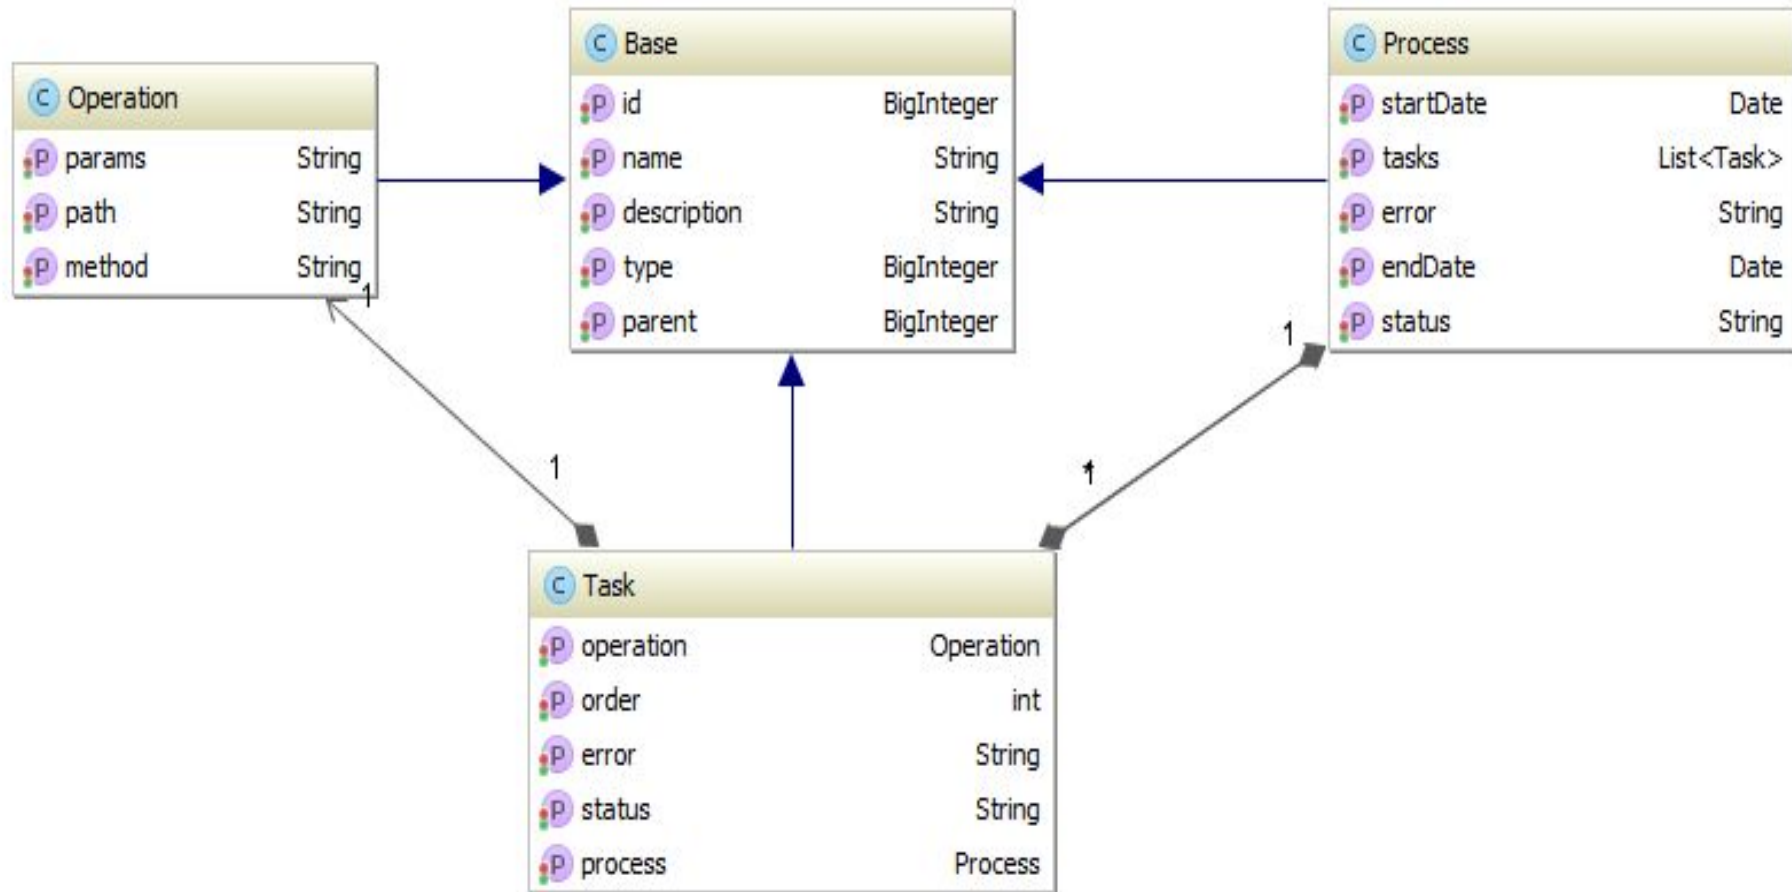 C Operation
P params String
P path String
P method String
C Base
P id BigInteger
P name String
P description String
P type BigInteger
P parent BigInteger
C Process
P startDate Date
P tasks List<Task>
P error String
P endDate Date
P status String
1
1
1
1
*
C Task
P operation Operation
P order int
P error String
P status String
P process Process